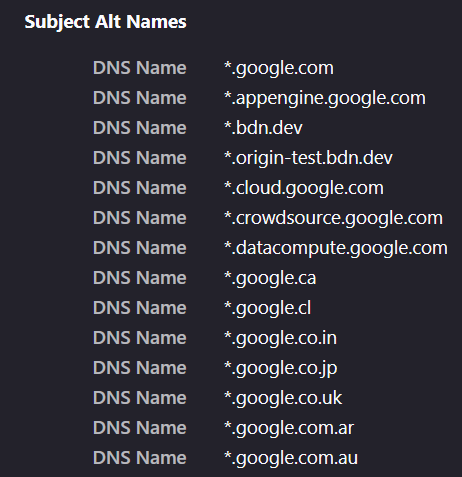 Subject Alt Names
DNS Name *.google.com
DNS Name *.appengine.google.com
DNS Name *.bdn.dev
DNS Name *.origin-test.bdn.dev
DNS Name *.cloud.google.com
DNS Name *.crowdsource.google.com
DNS Name *.datacompute.google.com
DNS Name *.google.ca
DNS Name *.google.cl
DNS Name *.google.co.in
DNS Name *.google.co.jp
DNS Name *.google.co.uk
DNS Name *.google.com.ar
DNS Name *.google.com.au